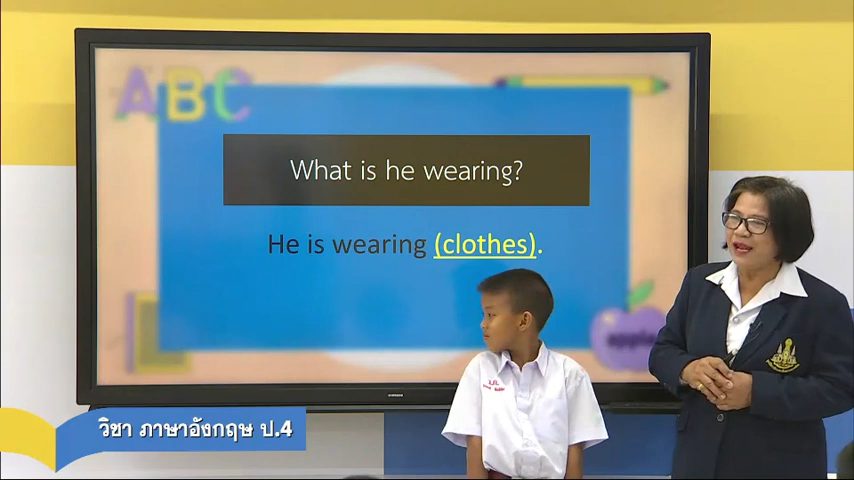 ABC
What is he wearing?
He is wearing (clothes).
apple
วิชา ภาษาอังกฤษ ป.4